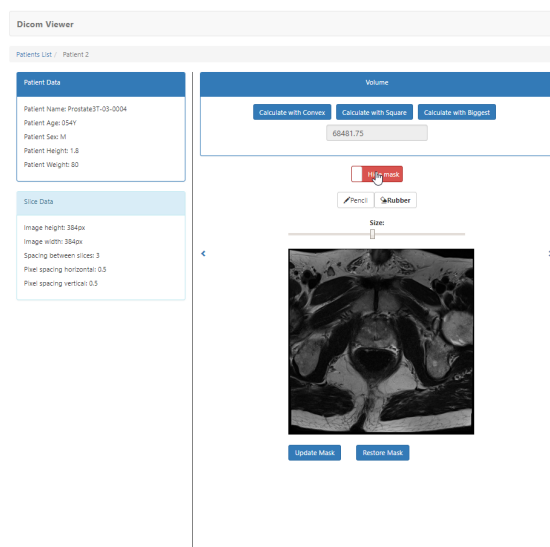 Dicom Viewer
Patients List / Patient 2
Patient Data
Patient Name: Prostate3T-03-0004
Patient Age: 054Y
Patient Sex: M
Patient Height: 1.8
Patient Weight: 80
Slice Data
Image height: 384px
Image width: 384px
Spacing between slices: 3
Pixel spacing horizontal: 0.5
Pixel spacing vertical: 0.5
Volume
Calculate with Convex Calculate with Square Calculate with Biggest
68481.75
Hide mask
Pencil Rubber
Size:
Update Mask Restore Mask